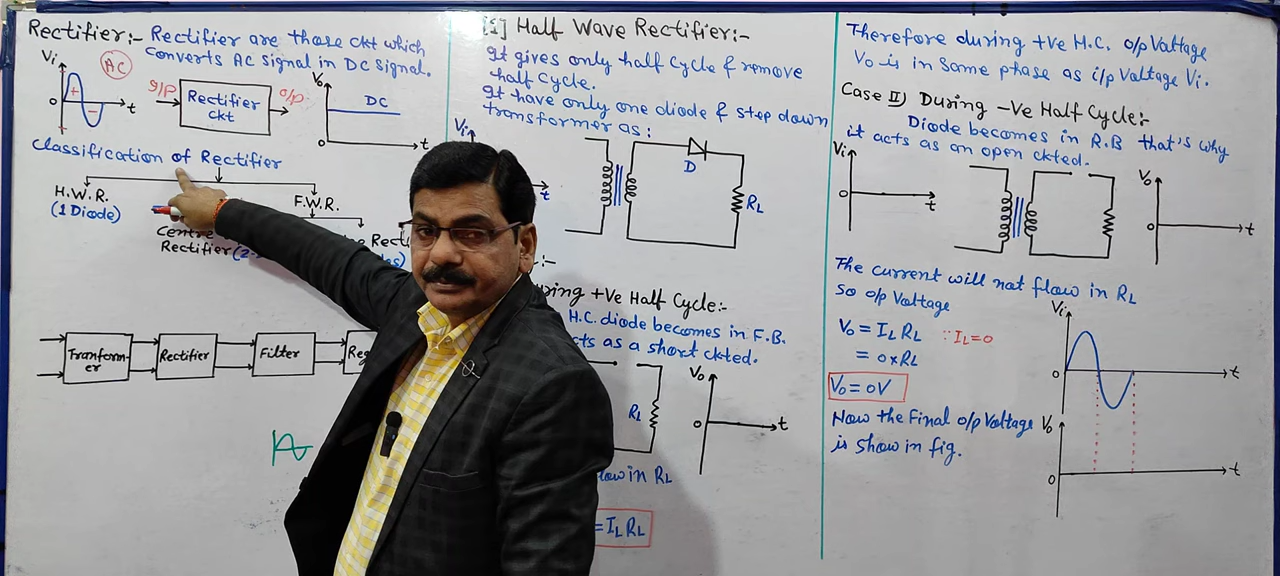 Rectifier:- Rectifier are those ckt which
converts AC signal in DC signal.
Vi
AC
+
-
0
t
I/P
Rectifier
ckt
O/P
Vo
DC
0
t
Classification of Rectifier
H.W.R.
(1 Diode)
F.W.R.
Centre
Rectifier
Tranform-
er
Rectifier
Filter
[1] Half Wave Rectifier:-
It gives only half cycle & remove
half cycle.
It have only one diode & step down
transformer as:
Vi
t
D
RL
+Ve Half Cycle:-
H.C. diode becomes in F.B.
as a short ckted.
RL
Vo
0
t
in RL
= IL RL
Therefore during +ve H.C. o/p Voltage
Vo is in same phase as i/p Voltage Vi.
Case II) During -Ve Half Cycle:-
Diode becomes in R.B that's why
it acts as an open ckted.
Vi
0
t
Vo
0
t
The current will not flow in RL
so o/p Voltage
Vo = IL RL ∵ IL=0
= 0×RL
Vo = 0V
Now the final o/p Voltage
is show in fig.
Vi
0
t
Vo
0
t